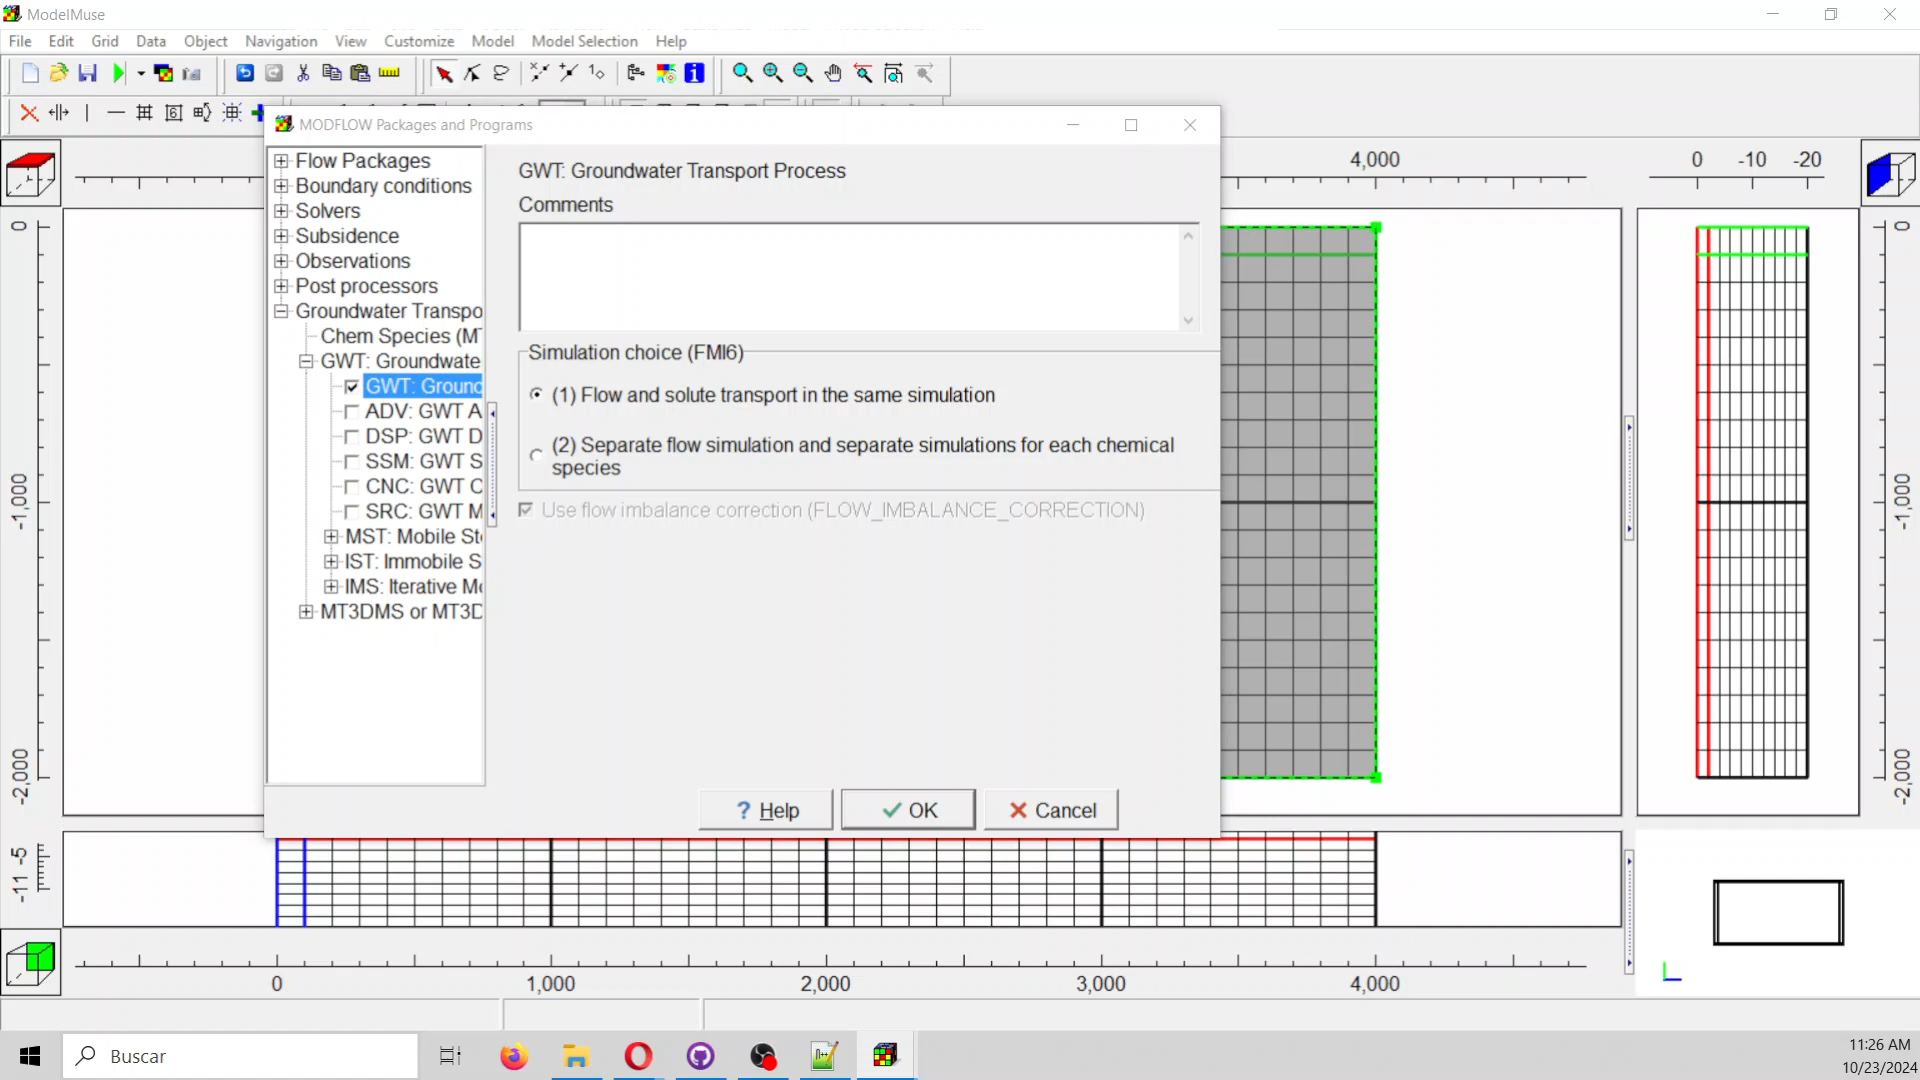 ModelMuse
File Edit Grid Data Object Navigation View Customize Model Model Selection Help
MODFLOW Packages and Programs
Flow Packages
Boundary conditions
Solvers
Subsidence
Observations
Post processors
Groundwater Transpo
Chem Species (MT
GWT: Groundwate
GWT: Ground
ADV: GWT A
DSP: GWT D
SSM: GWT S
CNC: GWT C
SRC: GWT M
MST: Mobile St
IST: Immobile S
IMS: Iterative Mo
MT3DMS or MT3D
GWT: Groundwater Transport Process
Comments
Simulation choice (FMI6)
(1) Flow and solute transport in the same simulation
(2) Separate flow simulation and separate simulations for each chemical
species
Use flow imbalance correction (FLOW_IMBALANCE_CORRECTION)
? Help
OK
Cancel
4,000
0 -10 -20
0
-1,000
-2,000
0
-1,000
-2,000
-11 -5
0 1,000 2,000 3,000 4,000
Buscar
11:26 AM
10/23/2024